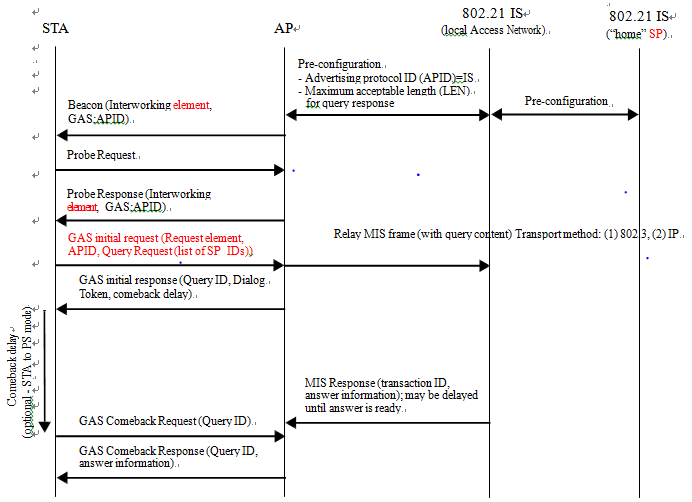 STA
AP
802.21 IS
(local Access Network).
802.21 IS
("home" SP)
Pre-configuration.
- Advertising protocol ID (APID)=IS
- Maximum acceptable length (LEN).
for query response
Pre-configuration
Beacon (Interworking element,
GAS:APID).
Probe Request.
Probe Response (Interworking
element, GAS:APID).
GAS initial request (Request element,
APID, Query Request (list of SP IDs))
Relay MIS frame (with query content) Transport method: (1) 802.3, (2) IP
GAS initial response (Query ID, Dialog
Token, comeback delay).
Comeback delay
(optional - STA to PS mode)
MIS Response (transaction ID,
answer information); may be delayed
until answer is ready.
GAS Comeback Request (Query ID).
GAS Comeback Response (Query ID,
answer information).